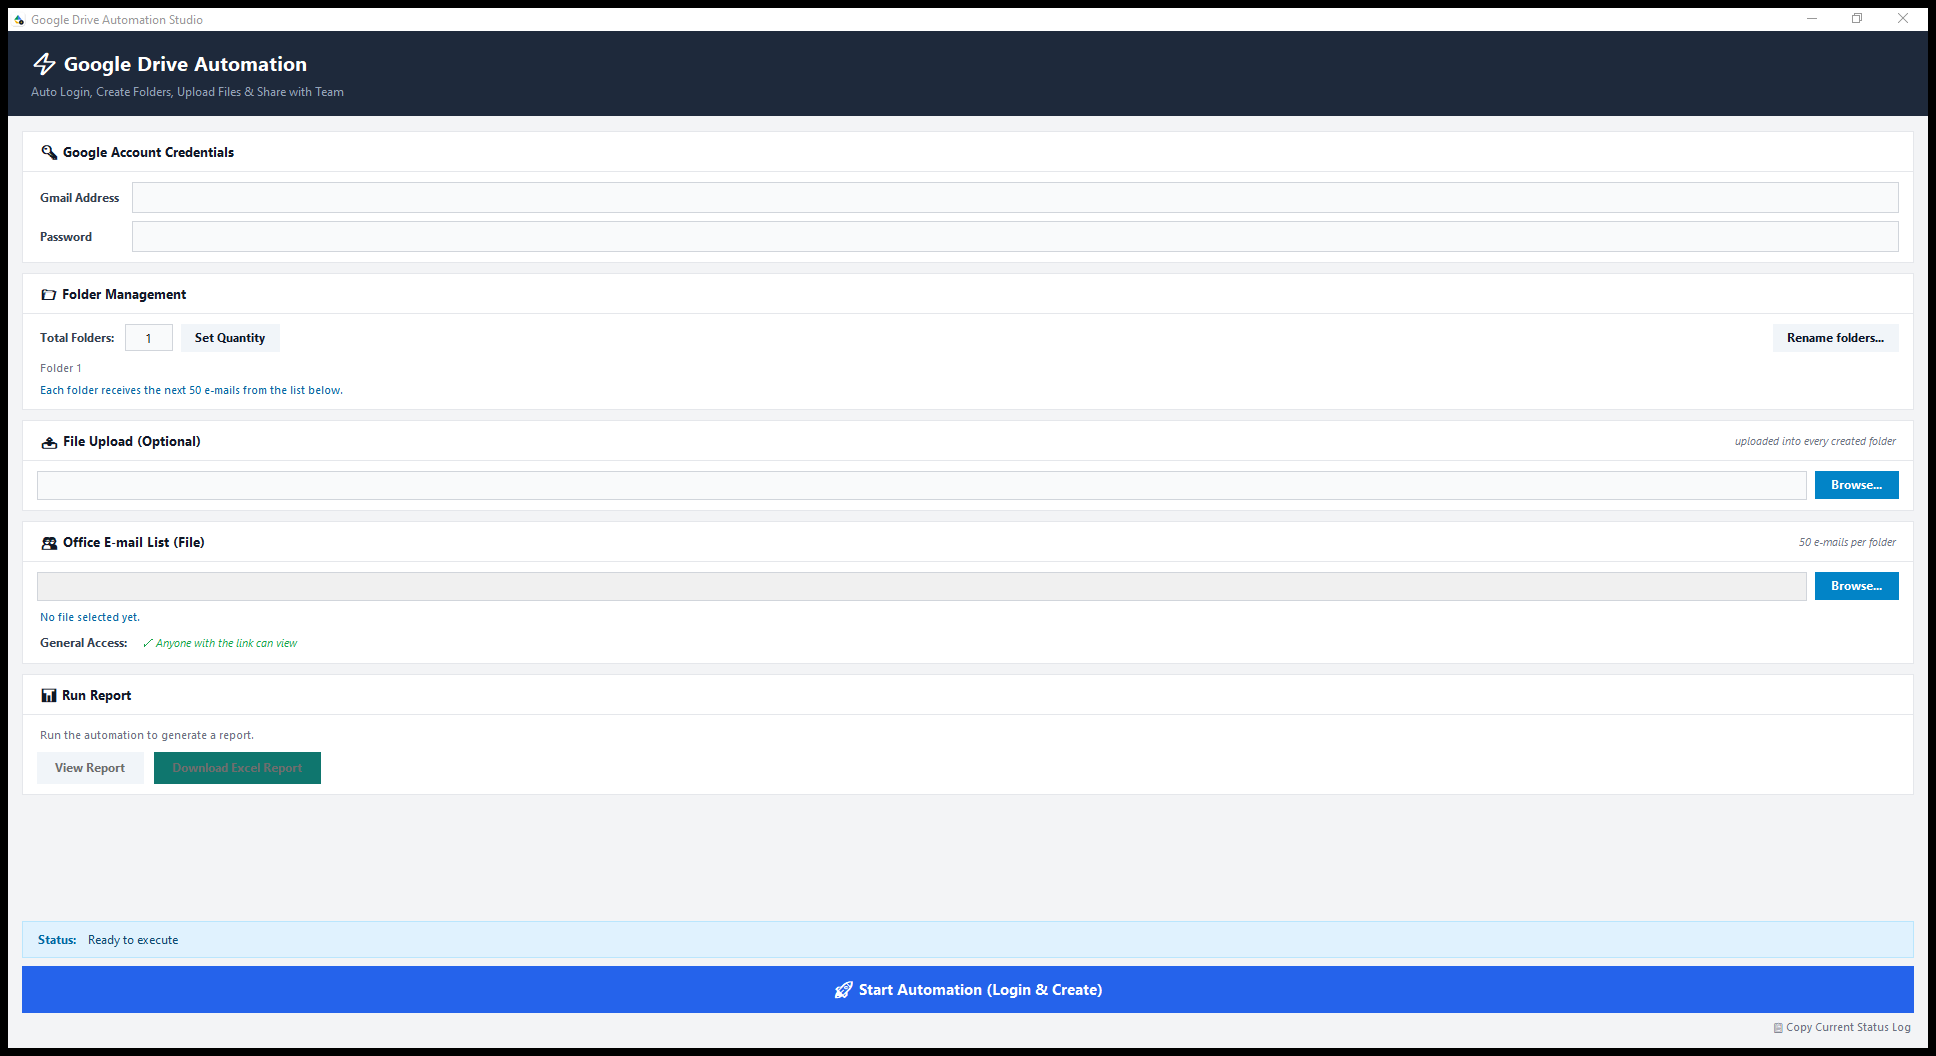 Google Drive Automation Studio
Google Drive Automation
Auto Login, Create Folders, Upload Files & Share with Team
Google Account Credentials
Gmail Address
Password
Folder Management
Total Folders: 1 Set Quantity Rename folders...
Folder 1
Each folder receives the next 50 e-mails from the list below.
File Upload (Optional) uploaded into every created folder
Browse...
Office E-mail List (File) 50 e-mails per folder
Browse...
No file selected yet.
General Access: ✓ Anyone with the link can view
Run Report
Run the automation to generate a report.
View Report Download Excel Report
Status: Ready to execute
Start Automation (Login & Create)
Copy Current Status Log